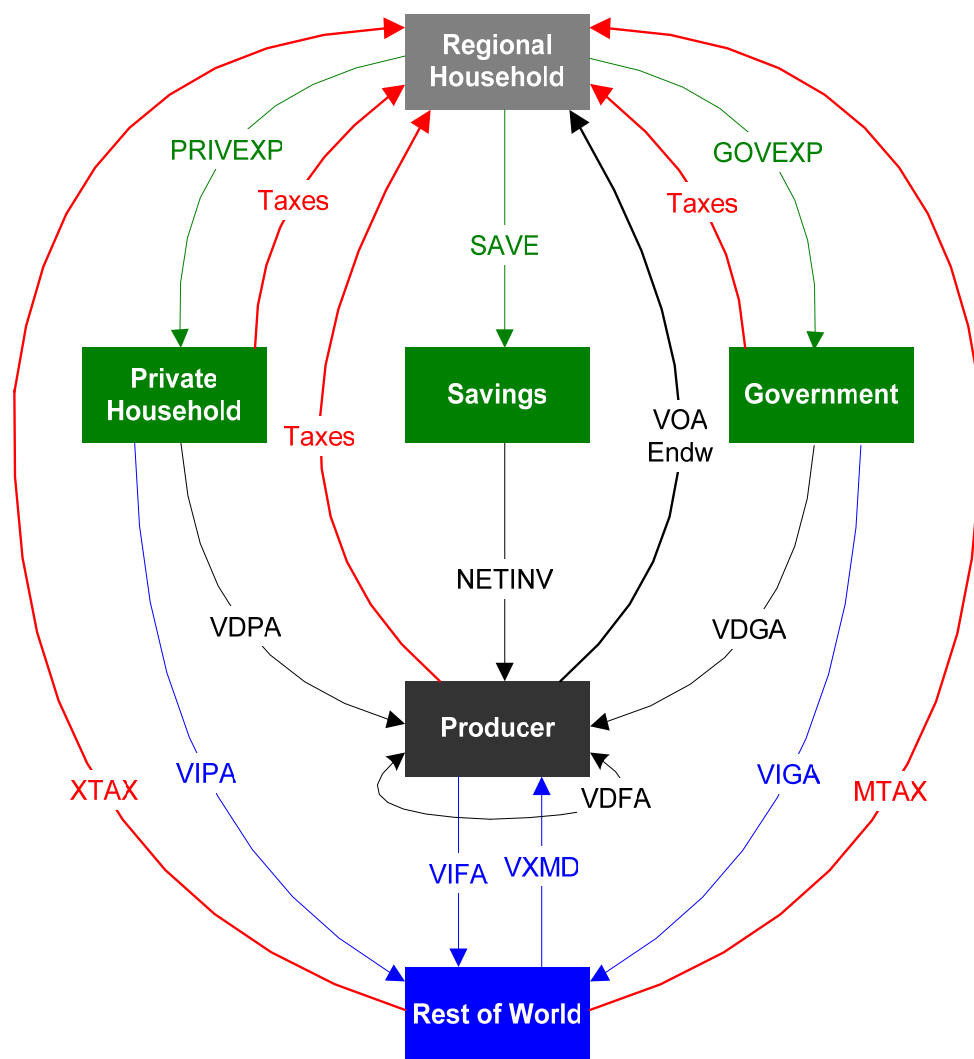 Regional
Household
PRIVEXP
GOVEXP
Taxes
Taxes
SAVE
Private
Household
Savings
Government
Taxes
VOA
Endw
NETINV
VDPA
VDGA
Producer
VIPA
VIGA
XTAX
MTAX
VDFA
VIFA
VXMD
Rest of World